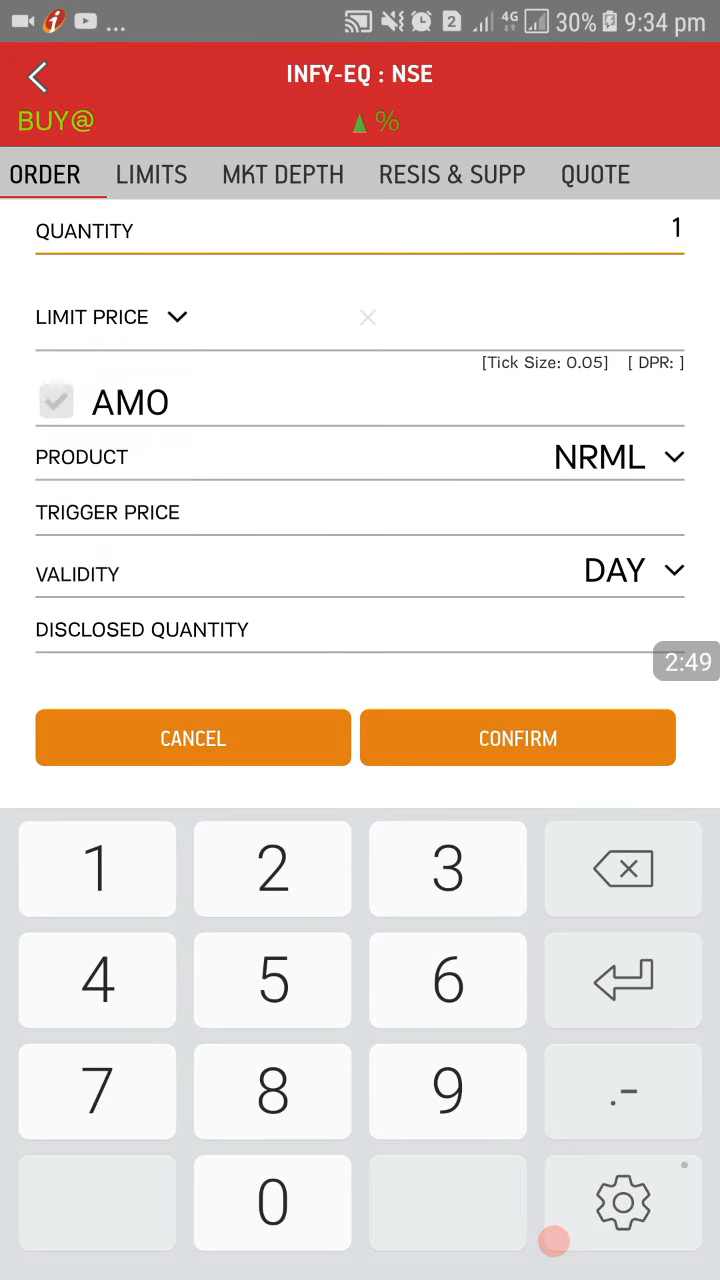 2 4G 30% 9:34 pm
INFY-EQ : NSE
BUY@ ▲ %
ORDER LIMITS MKT DEPTH RESIS & SUPP QUOTE
QUANTITY 1
LIMIT PRICE
[Tick Size: 0.05] [ DPR: ]
AMO
PRODUCT NRML
TRIGGER PRICE
VALIDITY DAY
DISCLOSED QUANTITY
2:49
CANCEL CONFIRM
1 2 3
4 5 6
7 8 9 .-
0